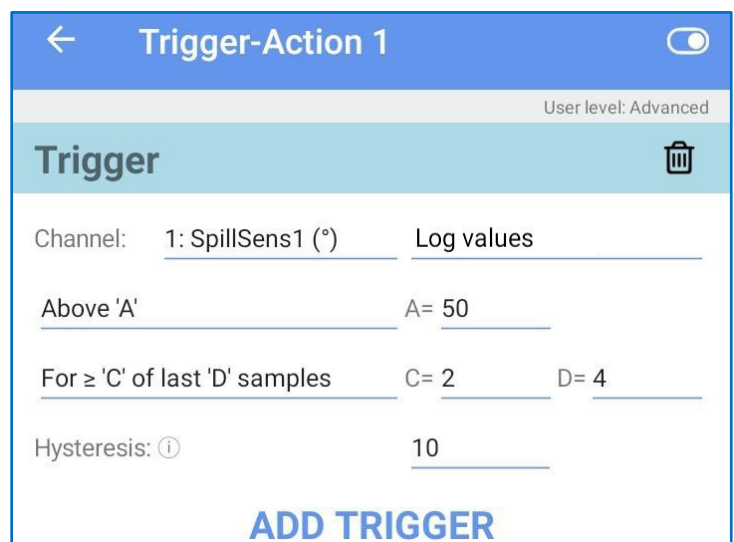 Trigger-Action 1
User level: Advanced
Trigger
Channel: 1: SpillSens1 (°) Log values
Above 'A' A= 50
For ≥ 'C' of last 'D' samples C= 2 D= 4
Hysteresis: 10
ADD TRIGGER